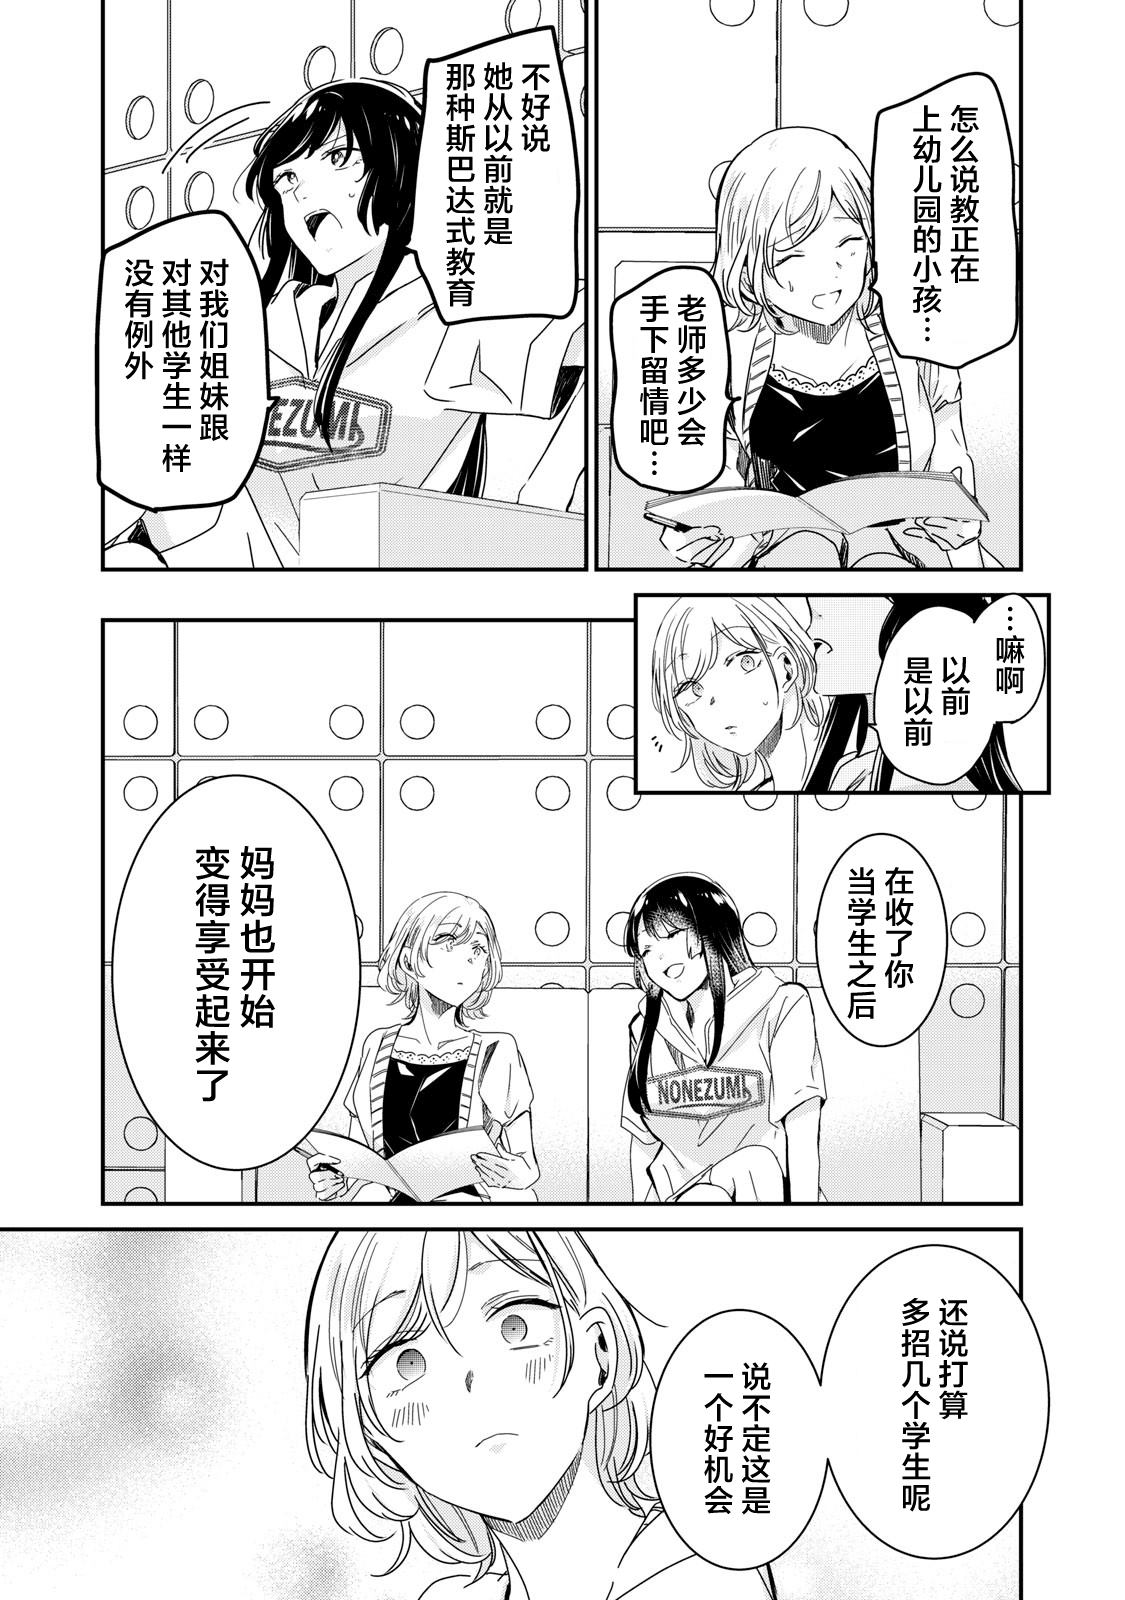 怎么说教正在
上幼儿园的小孩…
老师多少会
手下留情吧…
不好说
她从以前就是
那种斯巴达式教育
对我们姐妹跟
对其他学生一样
没有例外
EZUMI
…嘛啊
以前
是以前
在收了你
当学生之后
妈妈也开始
变得享受起来了
NONEZUMI
还说打算
多招几个学生呢
说不定这是
一个好机会